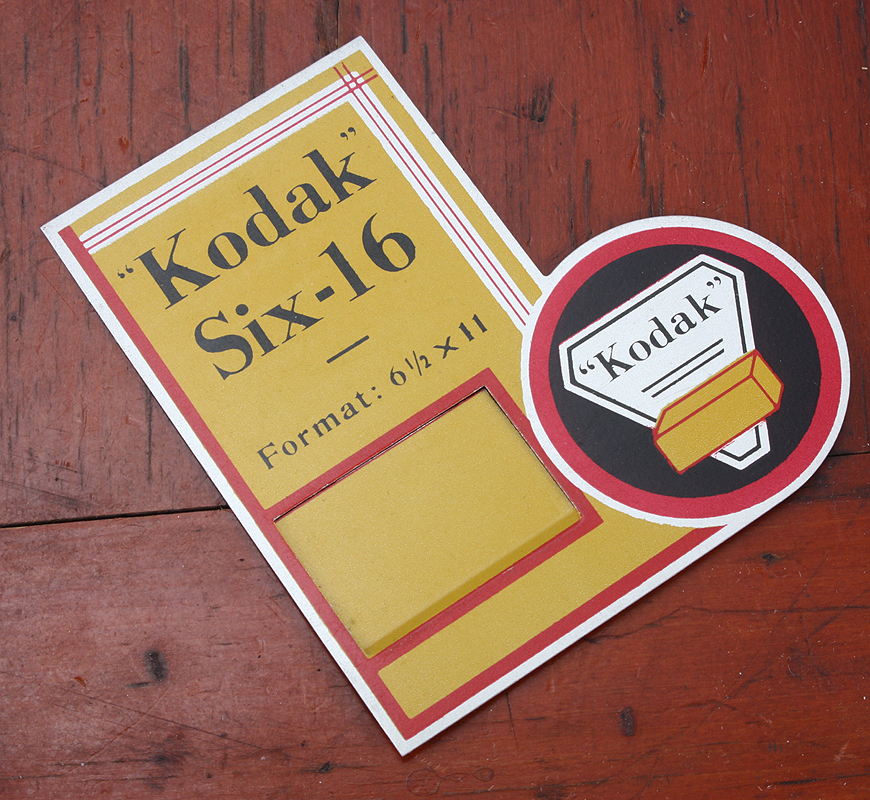 “Kodak”
Six-16
Format: 6½ × 11
“Kodak”